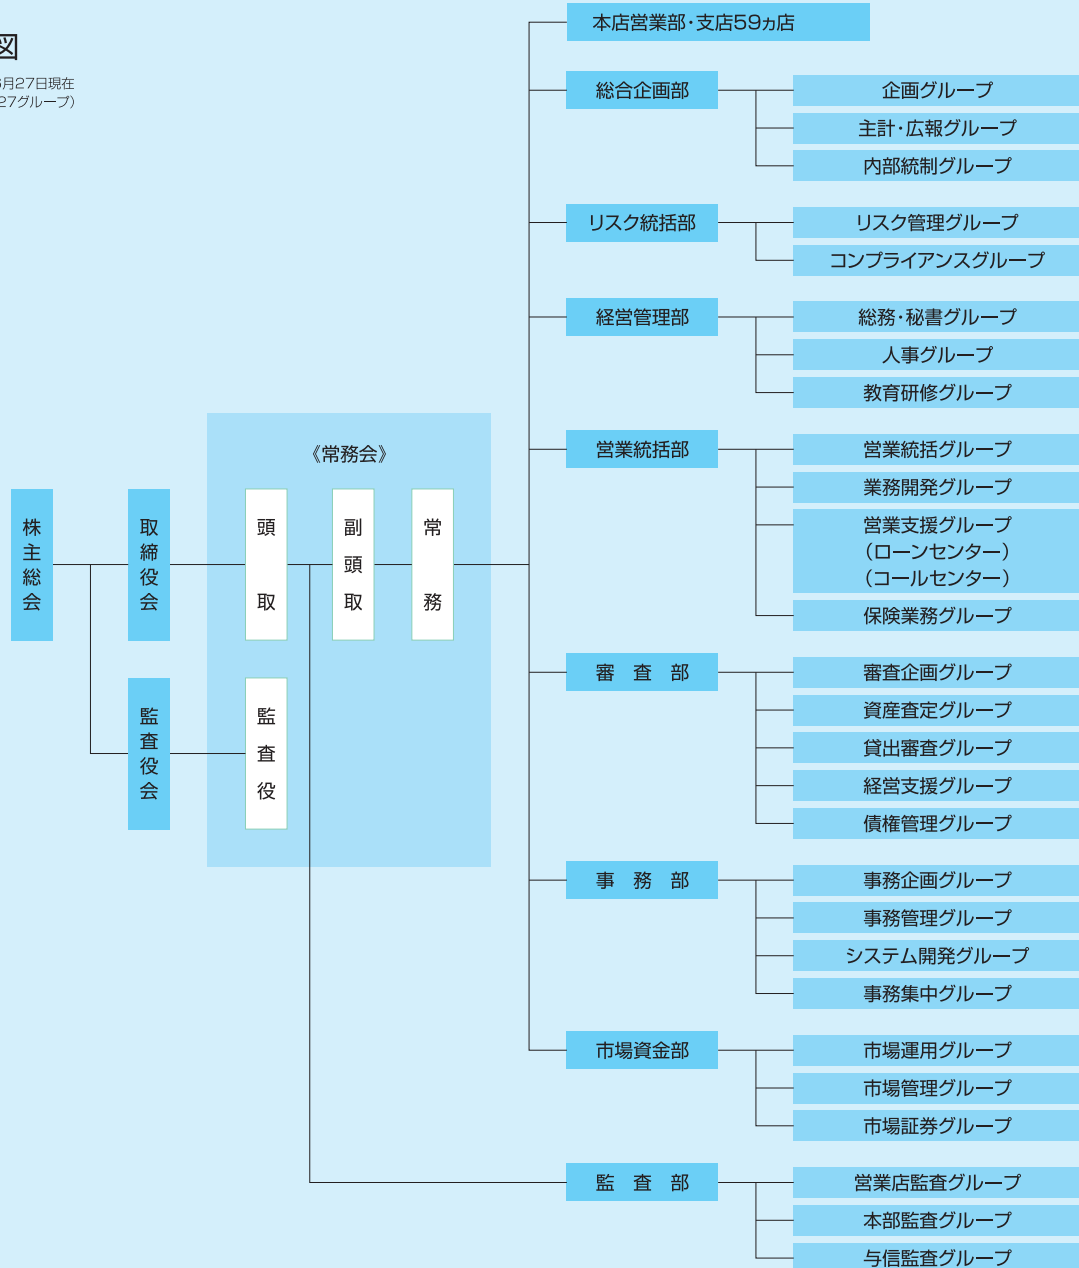 図
月27日現在
27グループ）
本店営業部・支店59ヵ店
総合企画部
企画グループ
主計・広報グループ
内部統制グループ
リスク統括部
リスク管理グループ
コンプライアンスグループ
経営管理部
総務・秘書グループ
人事グループ
教育研修グループ
営業統括部
営業統括グループ
業務開発グループ
営業支援グループ
（ローンセンター）
（コールセンター）
保険業務グループ
《常務会》
株主総会
取締役会
頭取
副頭取
常務
監査役会
監査役
審査部
審査企画グループ
資産査定グループ
貸出審査グループ
経営支援グループ
債権管理グループ
事務部
事務企画グループ
事務管理グループ
システム開発グループ
事務集中グループ
市場資金部
市場運用グループ
市場管理グループ
市場証券グループ
監査部
営業店監査グループ
本部監査グループ
与信監査グループ